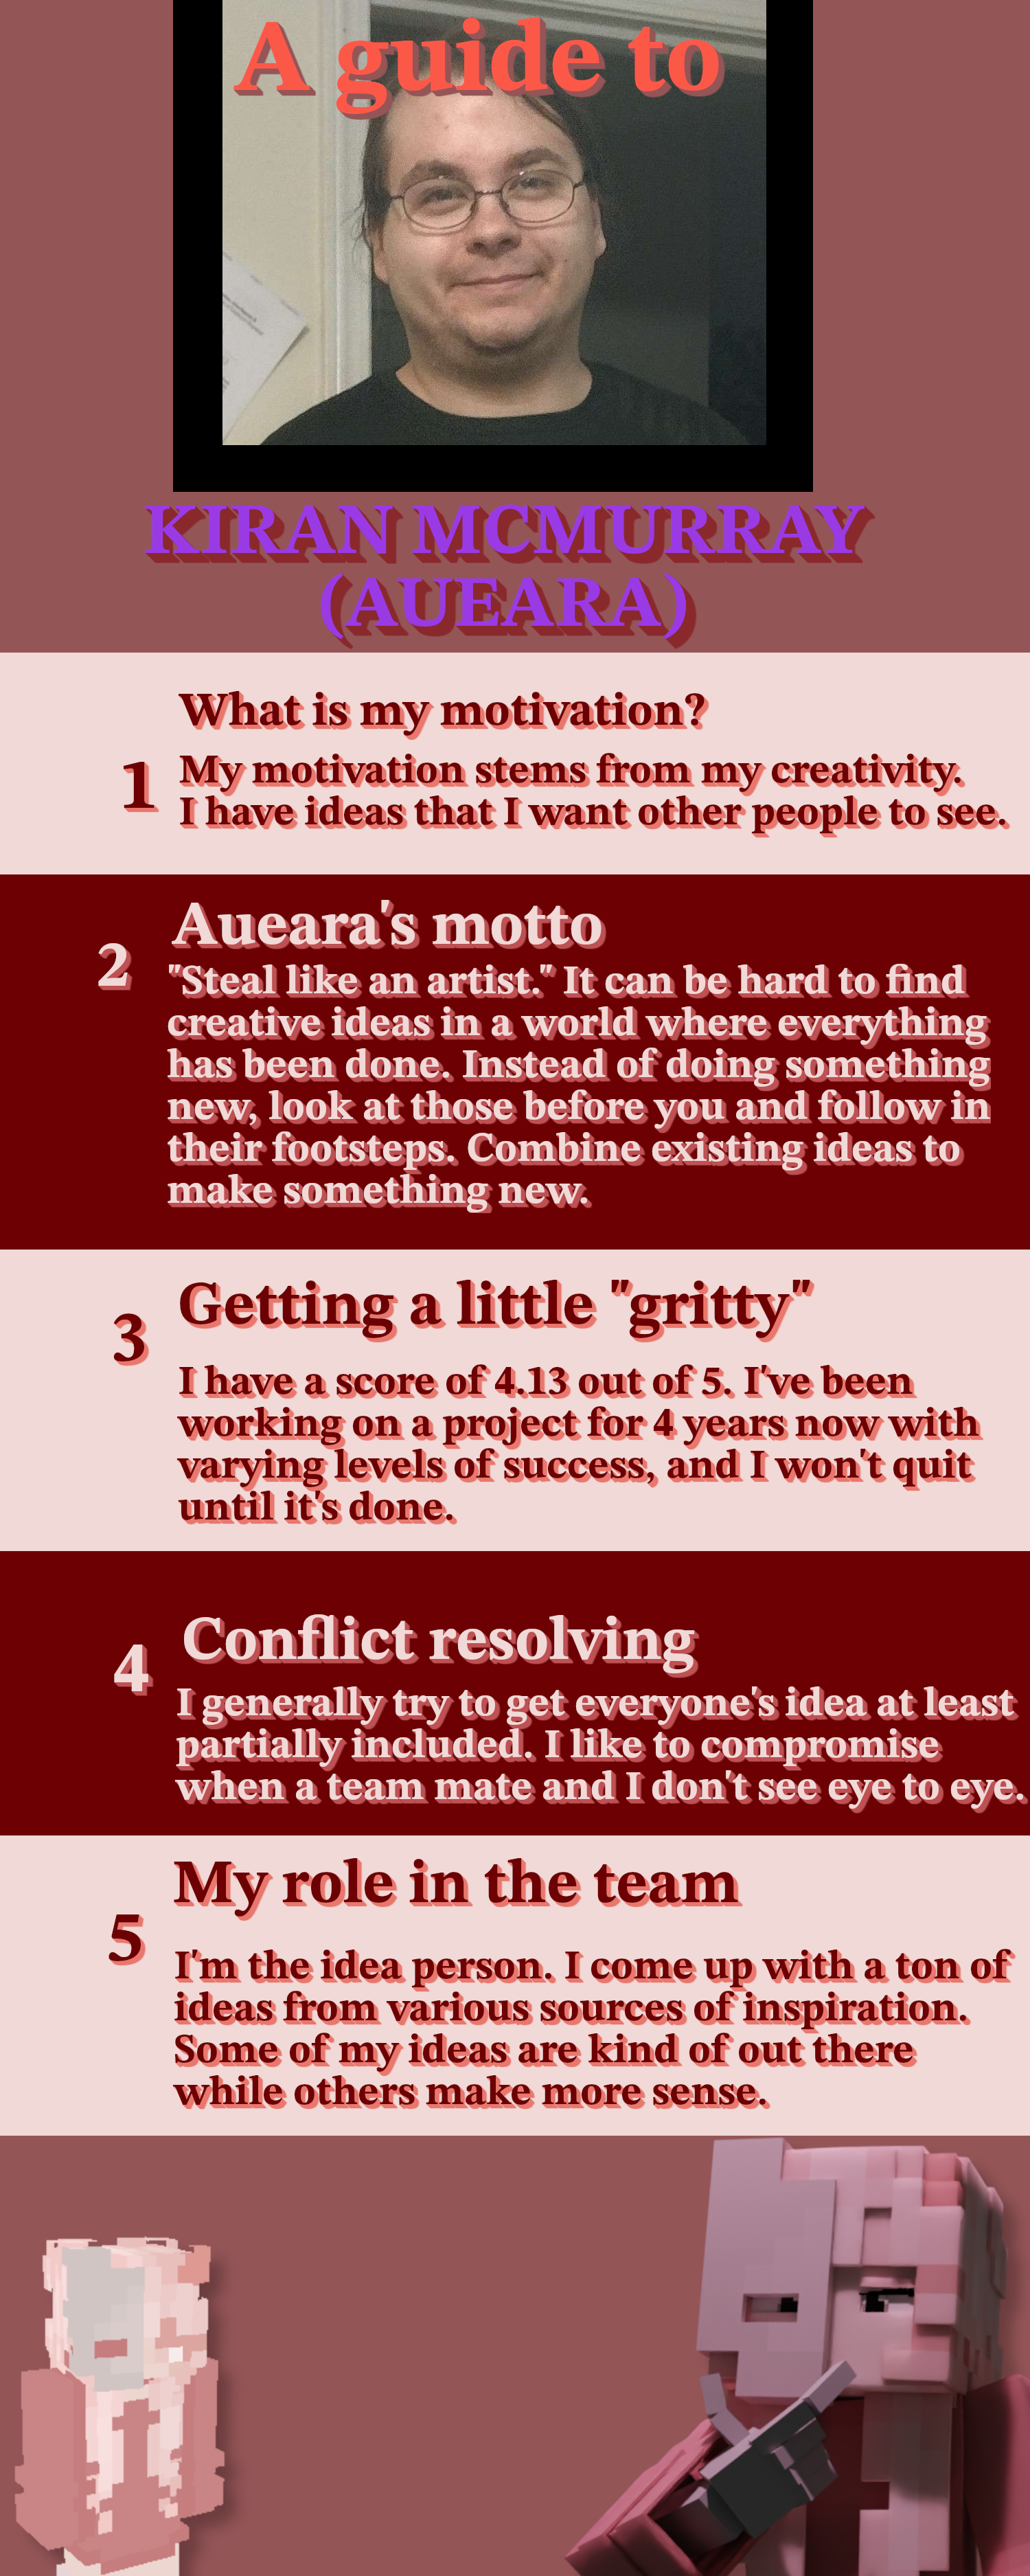 A guide to
KIRAN MCMURRAY
(AUEARA)
What is my motivation?
1
My motivation stems from my creativity.
I have ideas that I want other people to see.
Aueara's motto
2
"Steal like an artist." It can be hard to find
creative ideas in a world where everything
has been done. Instead of doing something
new, look at those before you and follow in
their footsteps. Combine existing ideas to
make something new.
Getting a little "gritty"
3
I have a score of 4.13 out of 5. I've been
working on a project for 4 years now with
varying levels of success, and I won't quit
until it's done.
Conflict resolving
4
I generally try to get everyone's idea at least
partially included. I like to compromise
when a team mate and I don't see eye to eye.
My role in the team
5
I'm the idea person. I come up with a ton of
ideas from various sources of inspiration.
Some of my ideas are kind of out there
while others make more sense.